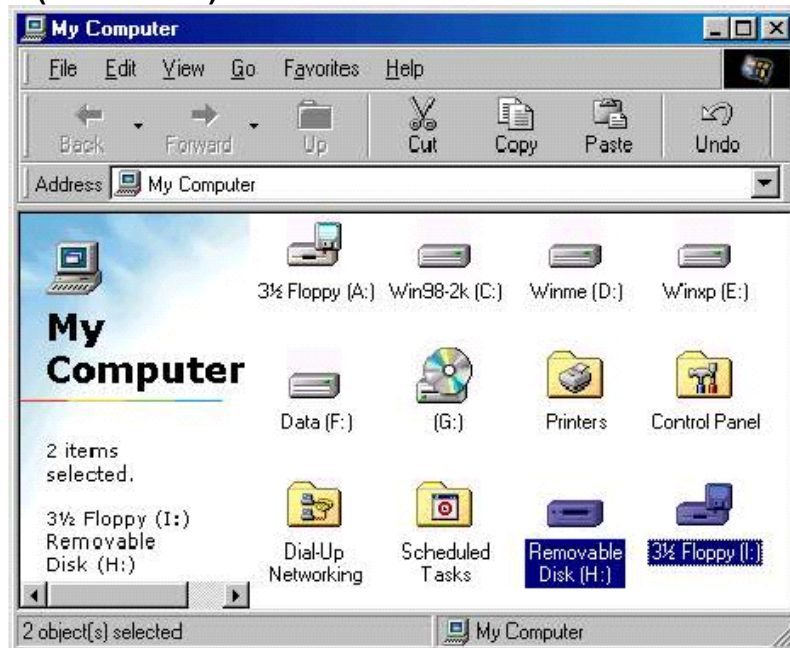 My Computer
File Edit View Go Favorites Help
Back Forward Up Cut Copy Paste Undo
Address My Computer
3½ Floppy (A:) Win98-2k (C:) Winme (D:) Winxp (E:)
My
Computer
Data (F:) (G:) Printers Control Panel
2 items
selected.
3½ Floppy (I:)
Removable
Disk (H:)
Dial-Up Scheduled Removable 3½ Floppy (I:)
Networking Tasks Disk (H:)
2 object(s) selected My Computer